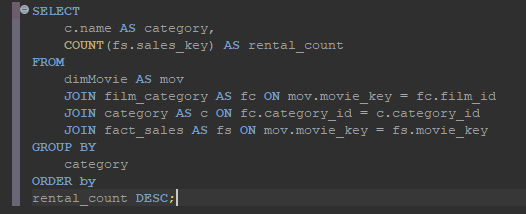 SELECT
c.name AS category,
COUNT(fs.sales_key) AS rental_count
FROM
dimMovie AS mov
JOIN film_category AS fc ON mov.movie_key = fc.film_id
JOIN category AS c ON fc.category_id = c.category_id
JOIN fact_sales AS fs ON mov.movie_key = fs.movie_key
GROUP BY
category
ORDER by
rental_count DESC;